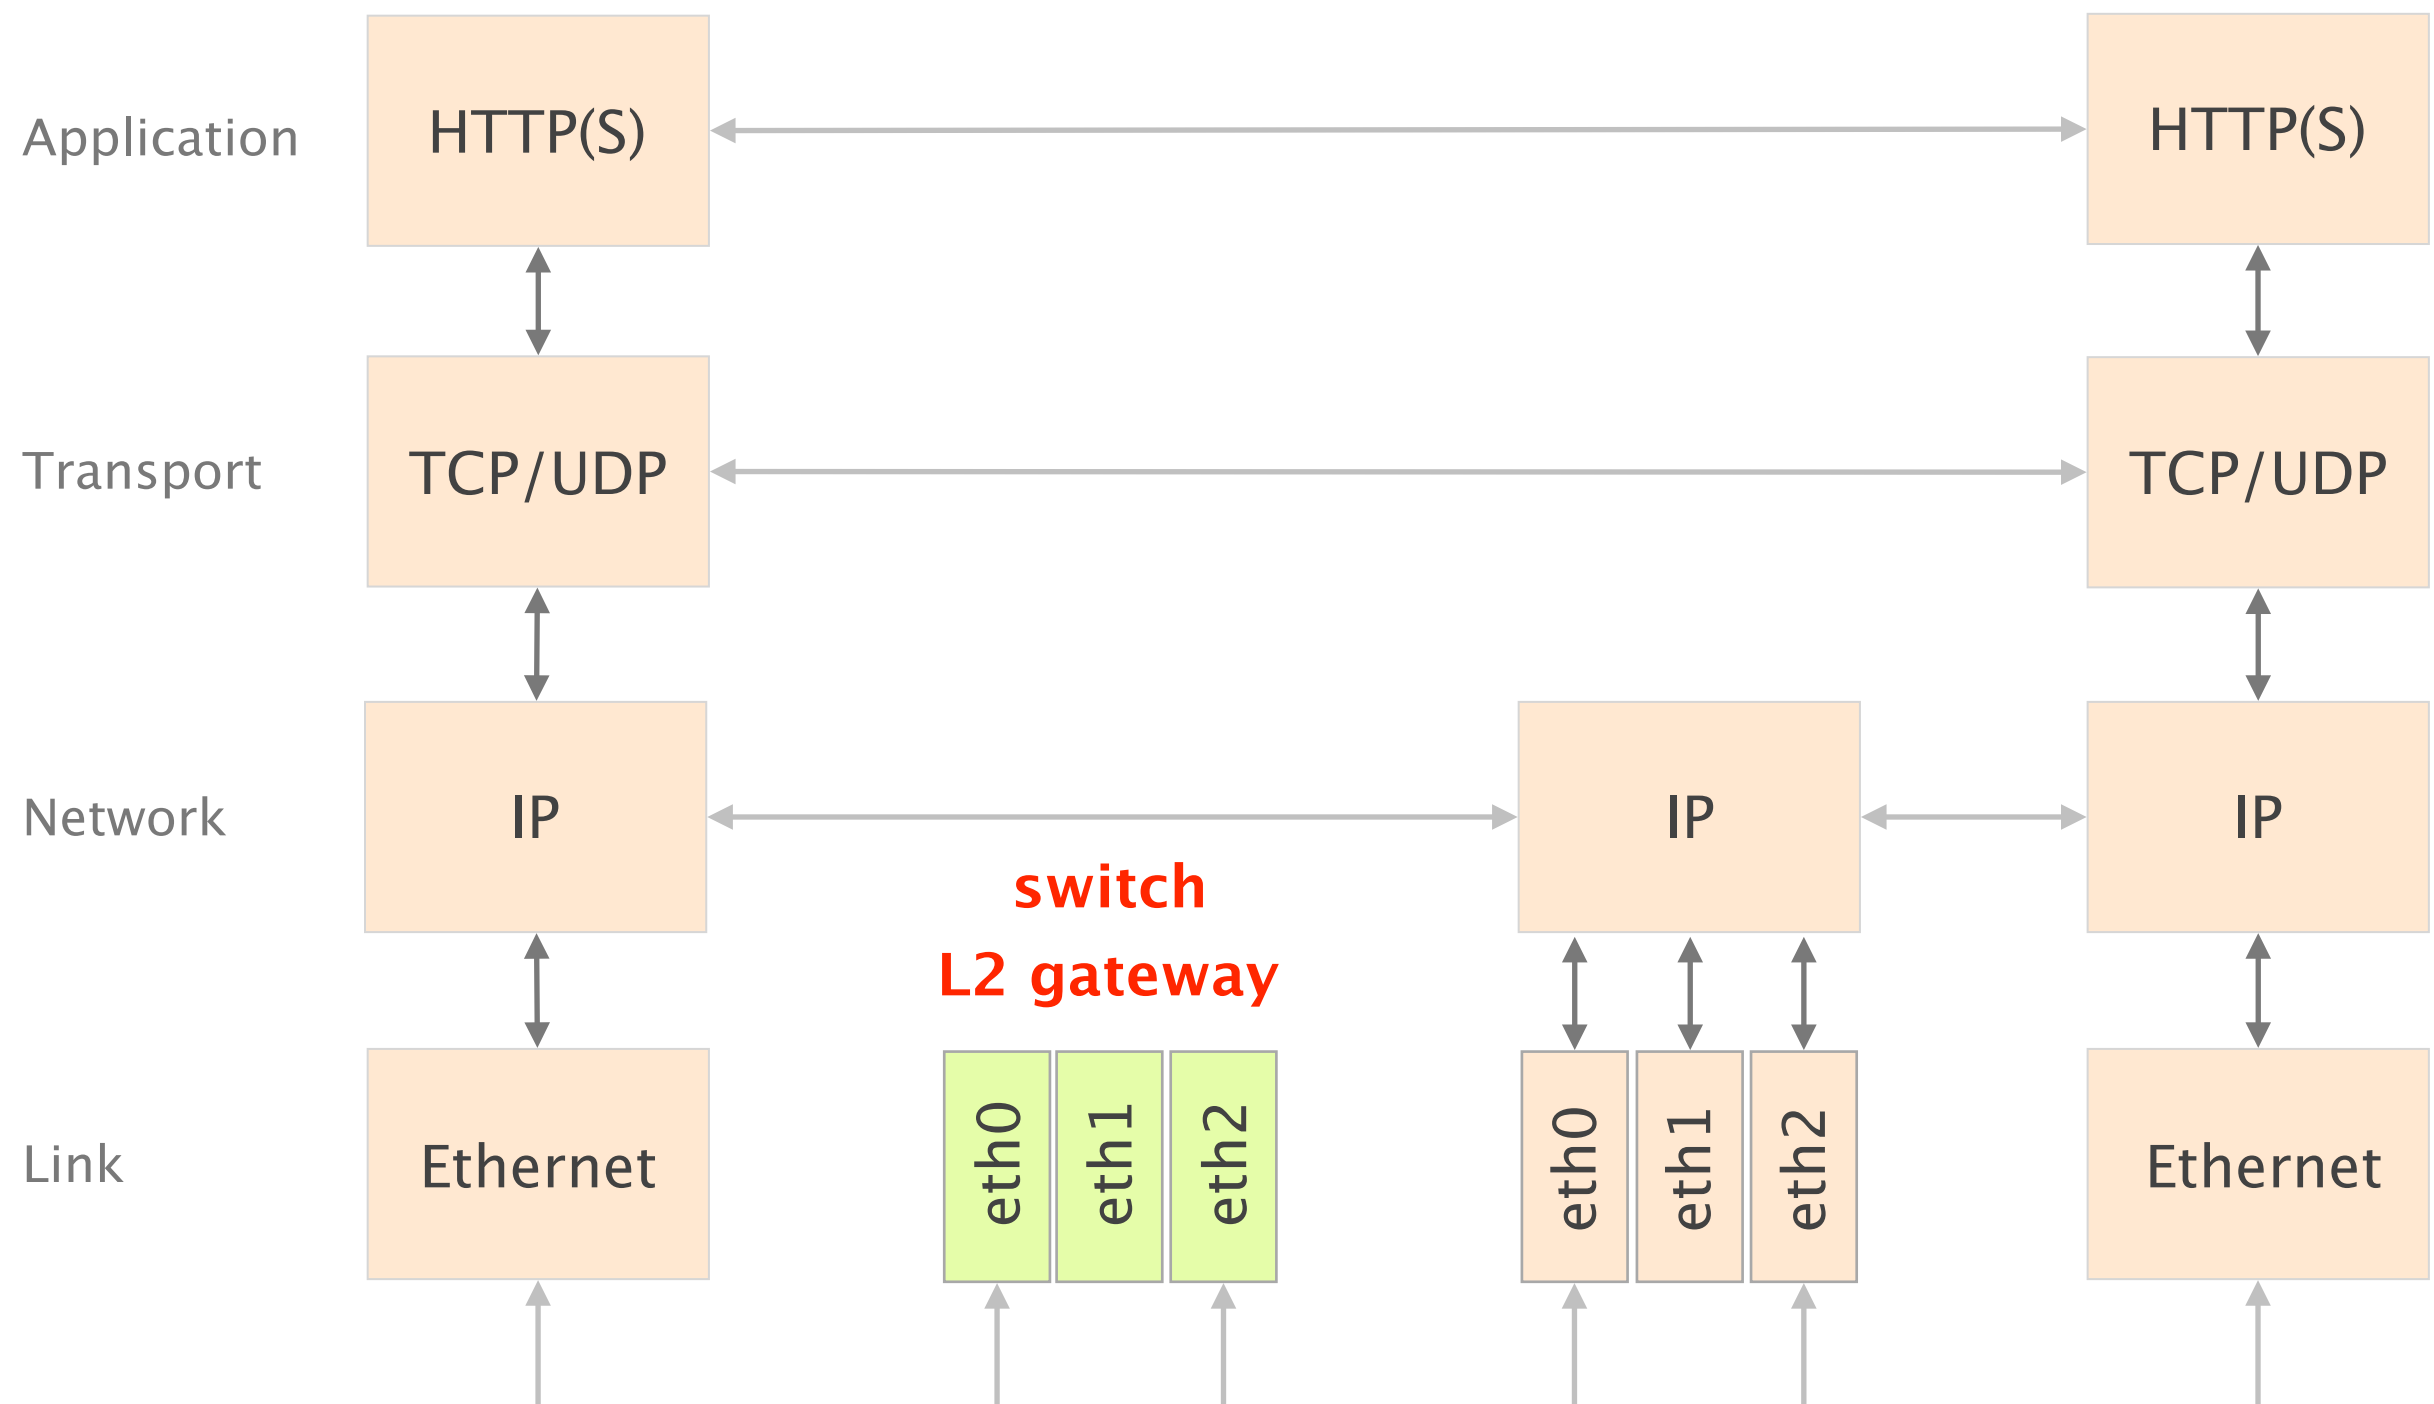 Application
HTTP(S)
HTTP(S)
Transport
TCP/UDP
TCP/UDP
Network
IP
IP
IP
switch
L2 gateway
Link
Ethernet
eth0
eth1
eth2
eth0
eth1
eth2
Ethernet